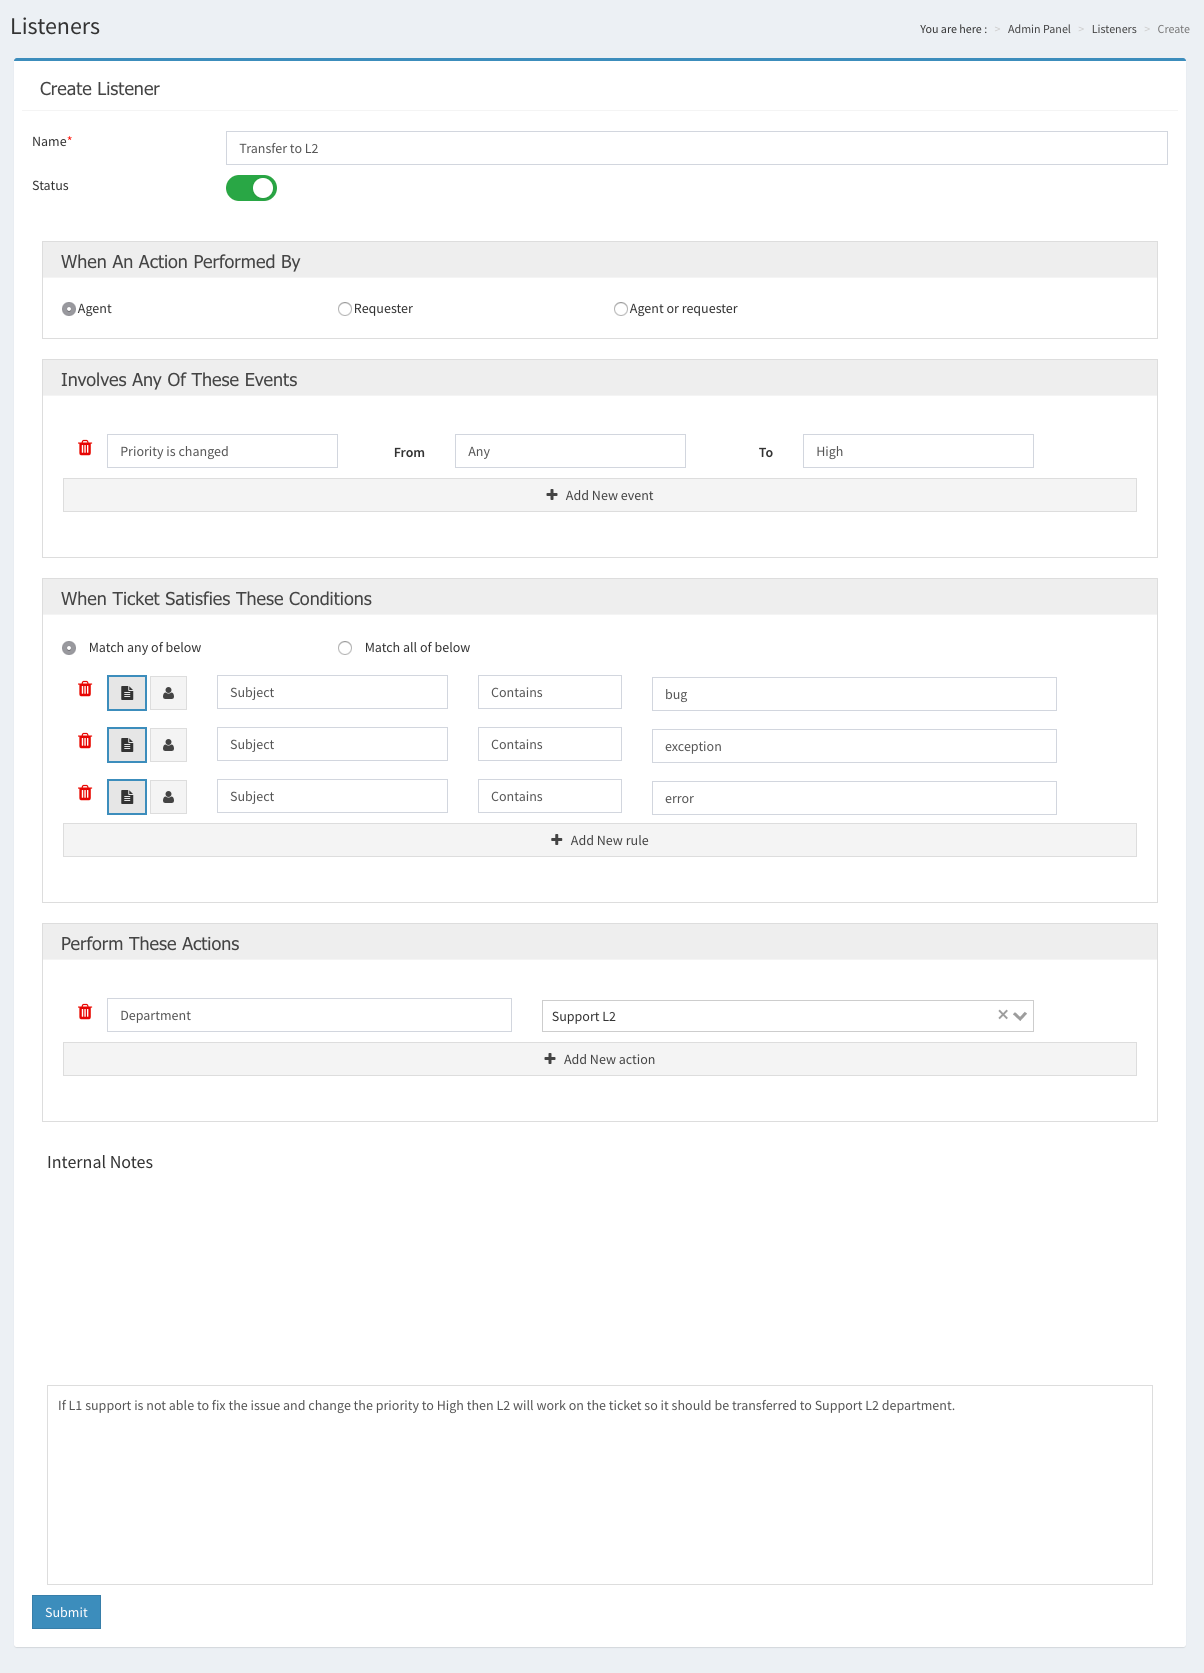 Listeners
You are here : > Admin Panel > Listeners > Create
Create Listener
Name*
Transfer to L2
Status
When An Action Performed By
Agent Requester Agent or requester
Involves Any Of These Events
Priority is changed From Any To High
Add New event
When Ticket Satisfies These Conditions
Match any of below Match all of below
Subject Contains bug
Subject Contains exception
Subject Contains error
Add New rule
Perform These Actions
Department Support L2
Add New action
Internal Notes
If L1 support is not able to fix the issue and change the priority to High then L2 will work on the ticket so it should be transferred to Support L2 department.
Submit